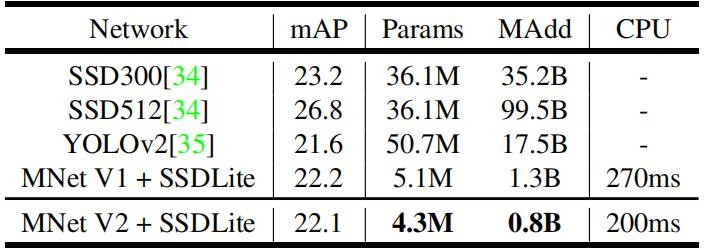 Network mAP Params MAdd CPU
SSD300[34] 23.2 36.1M 35.2B -
SSD512[34] 26.8 36.1M 99.5B -
YOLOv2[35] 21.6 50.7M 17.5B -
MNet V1 + SSDLite 22.2 5.1M 1.3B 270ms
MNet V2 + SSDLite 22.1 4.3M 0.8B 200ms